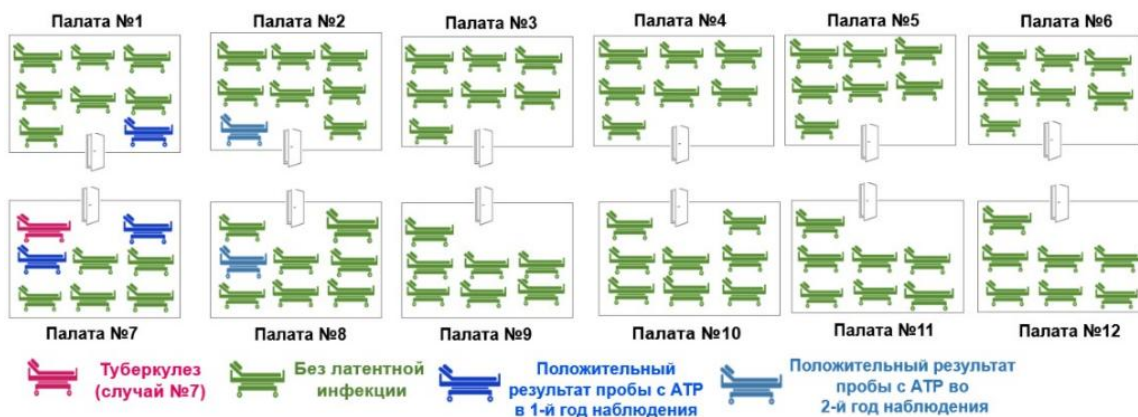 Палата №1
Палата №2
Палата №3
Палата №4
Палата №5
Палата №6
Палата №7
Палата №8
Палата №9
Палата №10
Палата №11
Палата №12
Туберкулез
(случай №7)
Без латентной
инфекции
Положительный
результат пробы с АТР
в 1-й год наблюдения
Положительный результат
пробы с АТР во
2-й год наблюдения